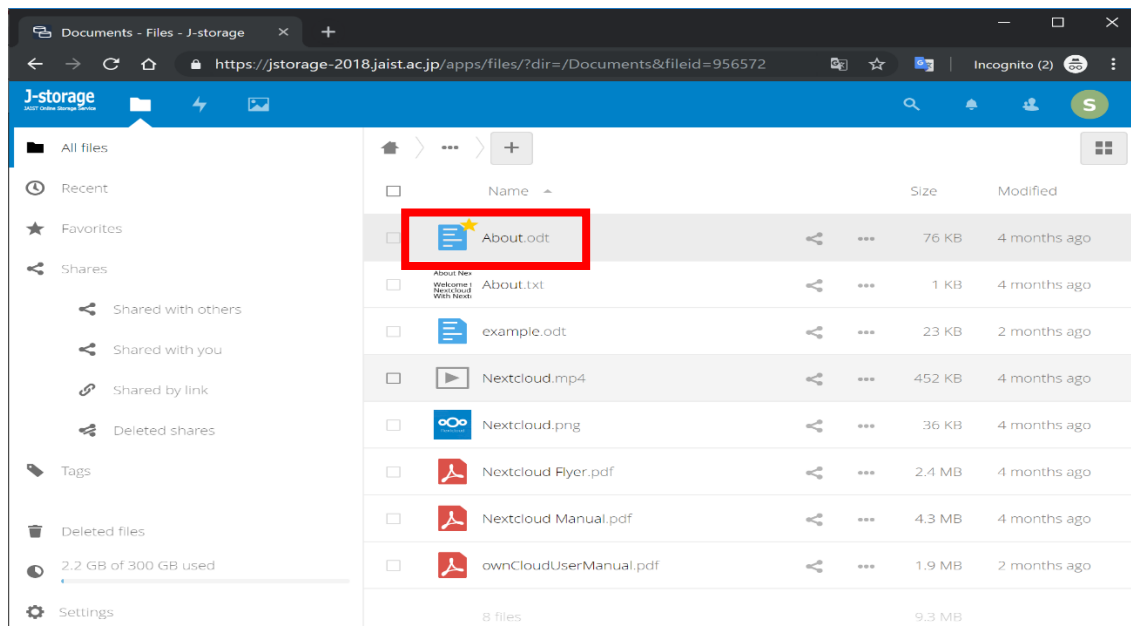 Documents - Files - J-storage
https://jstorage-2018.jaist.ac.jp/apps/files/?dir=/Documents&fileid=956572
Incognito (2)
J-storage
JAIST Online Storage Service
S
All files
Recent
Favorites
Shares
Shared with others
Shared with you
Shared by link
Deleted shares
Tags
Deleted files
2.2 GB of 300 GB used
Settings
Name Size Modified
About.odt 76 KB 4 months ago
About Nex
Welcome t
Nextcloud
With Nextc
About.txt 1 KB 4 months ago
example.odt 23 KB 2 months ago
Nextcloud.mp4 452 KB 4 months ago
Nextcloud.png 36 KB 4 months ago
Nextcloud Flyer.pdf 2.4 MB 4 months ago
Nextcloud Manual.pdf 4.3 MB 4 months ago
ownCloudUserManual.pdf 1.9 MB 2 months ago
8 files 9.3 MB